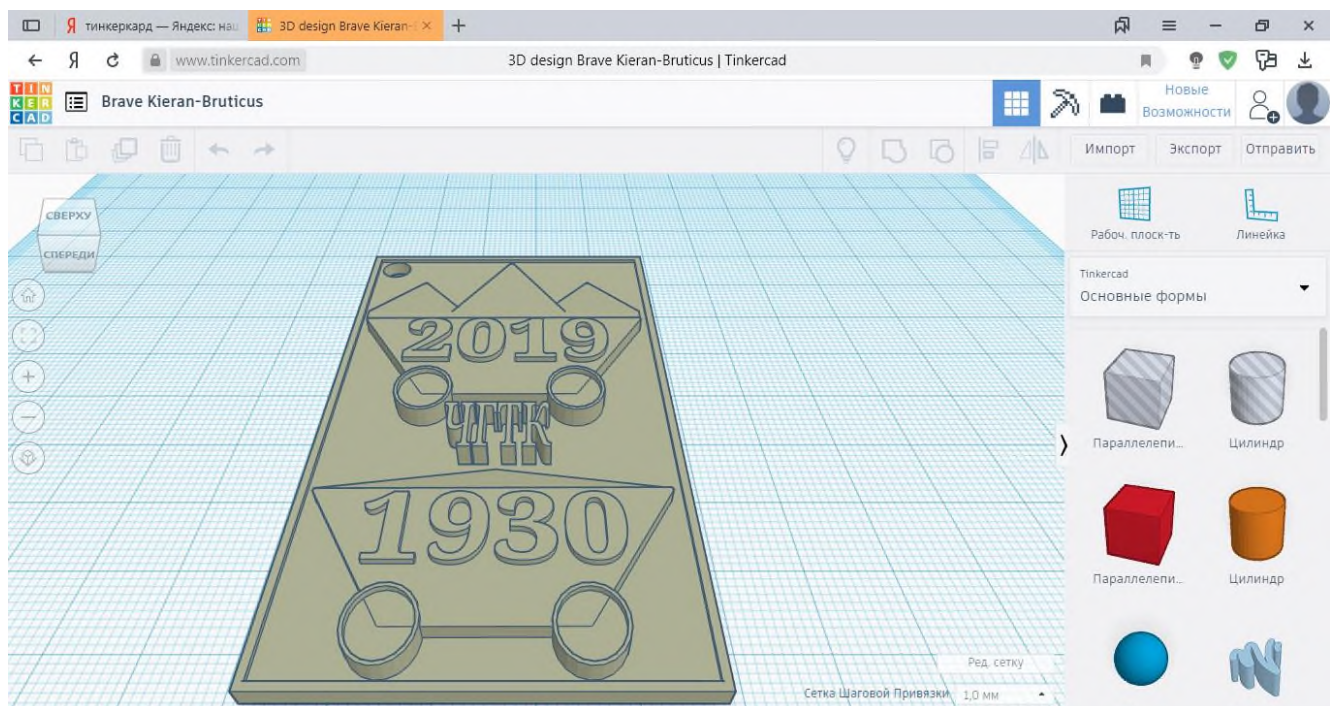 Я тинкеркард — Яндекс: наш
3D design Brave Kieran-B
Я
www.tinkercad.com
3D design Brave Kieran-Bruticus | Tinkercad
TIN
KER
CAD
Brave Kieran-Bruticus
Новые
Возможности
Импорт
Экспорт
Отправить
СВЕРХУ
СПЕРЕДИ
Рабоч. плоск-ть
Линейка
Tinkercad
Основные формы
2019
ЧМТК
1930
Параллелепи...
Цилиндр
Параллелепи...
Цилиндр
Ред. сетку
Сетка Шаговой Привязки 1,0 мм